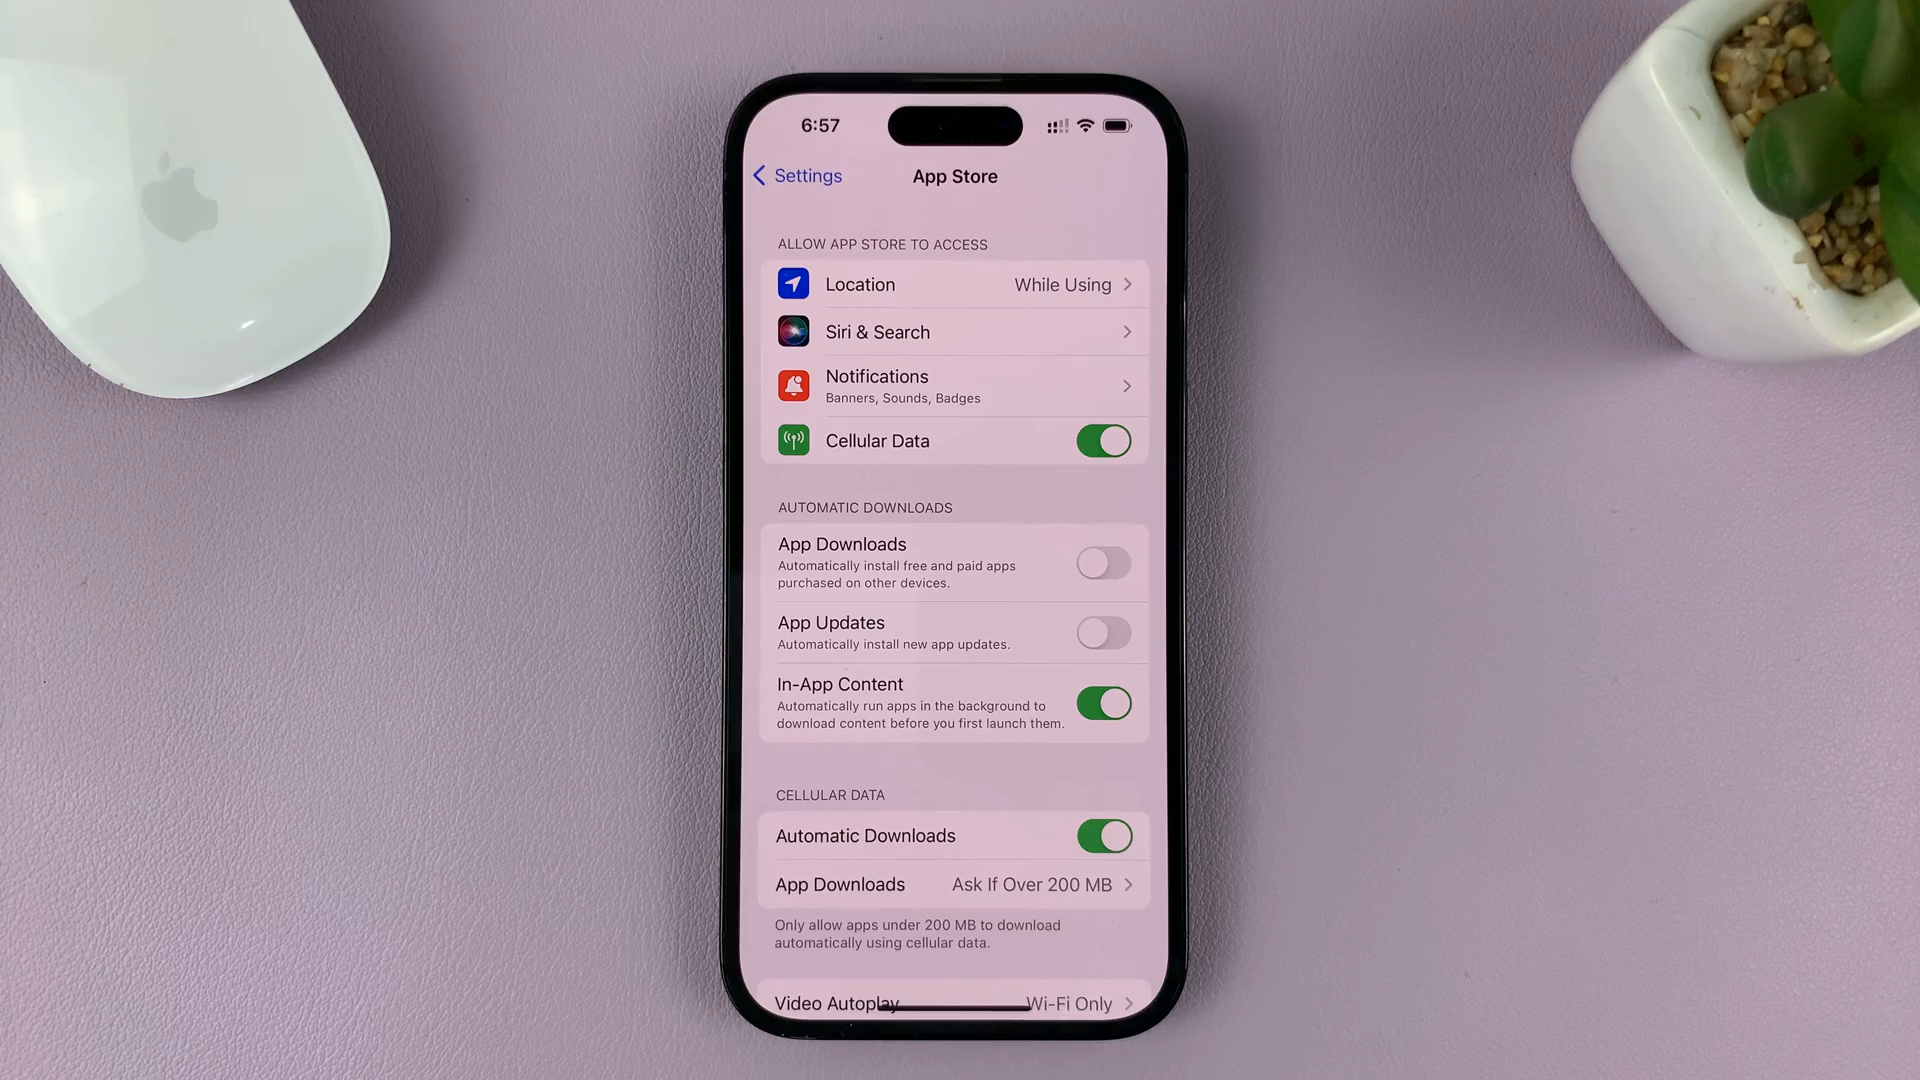 6:57
Settings
App Store
ALLOW APP STORE TO ACCESS
Location While Using
Siri & Search
Notifications
Banners, Sounds, Badges
Cellular Data
AUTOMATIC DOWNLOADS
App Downloads
Automatically install free and paid apps
purchased on other devices.
App Updates
Automatically install new app updates.
In-App Content
Automatically run apps in the background to
download content before you first launch them.
CELLULAR DATA
Automatic Downloads
App Downloads Ask If Over 200 MB
Only allow apps under 200 MB to download
automatically using cellular data.
Video Autoplay Wi-Fi Only